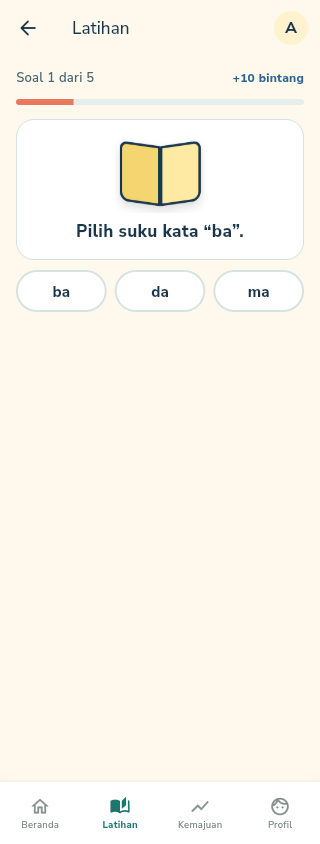 Latihan
A
Soal 1 dari 5
+10 bintang
Pilih suku kata “ba”.
ba
da
ma
Beranda
Latihan
Kemajuan
Profil